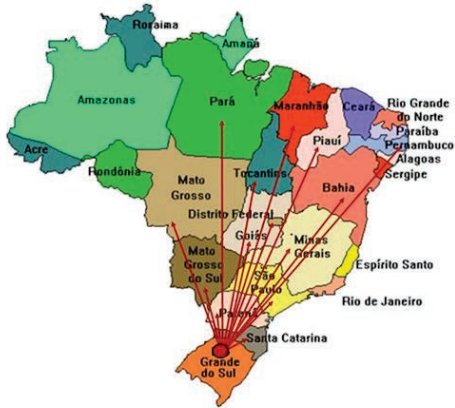 Roraima
Amapá
Amazonas
Pará
Maranhão
Ceará
Rio Grande
do Norte
Paraíba
Pernambuco
Alagoas
Sergipe
Piauí
Acre
Rondônia
Tocantins
Mato
Grosso
Bahia
Distrito Federal
Goiás
Minas
Gerais
Mato
Grosso
do Sul
Espírito Santo
São
Paulo
Rio de Janeiro
Paraná
Santa Catarina
Grande
do Sul